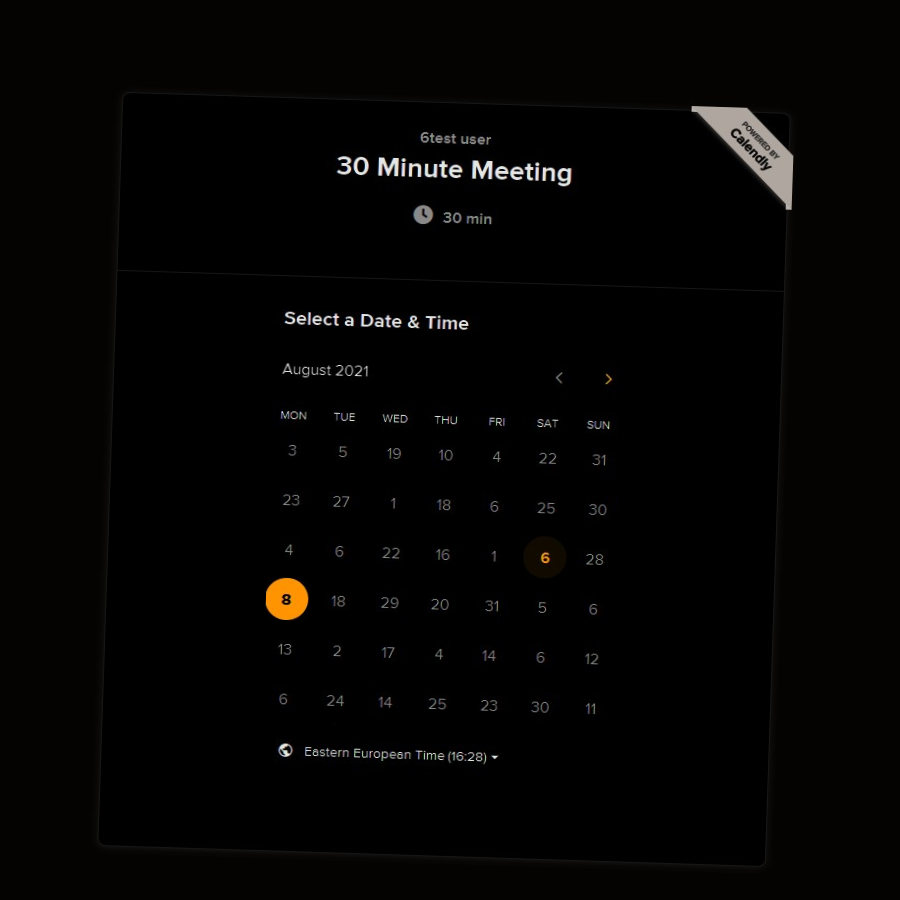 POWERED BY
Calendly
6test user
30 Minute Meeting
30 min
Select a Date & Time
August 2021
MON TUE WED THU FRI SAT SUN
3 5 19 10 4 22 31
23 27 1 18 6 25 30
4 6 22 16 1 6 28
8 18 29 20 31 5 6
13 2 17 4 14 6 12
6 24 14 25 23 30 11
Eastern European Time (16:28)